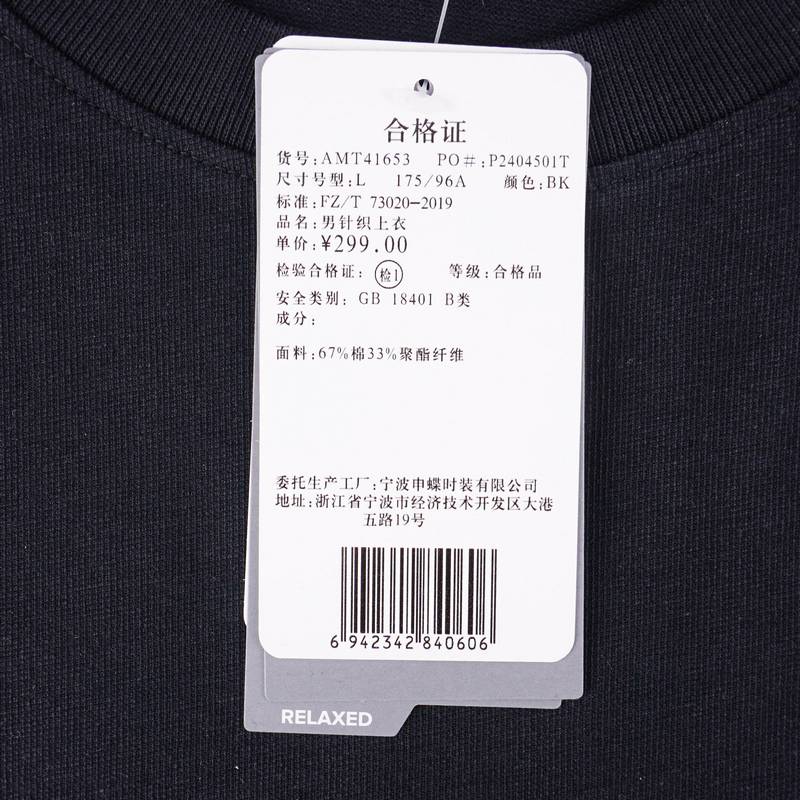 合格证
货号:AMT41653 PO#:P2404501T
尺寸号型:L 175/96A 颜色:BK
标准:FZ/T 73020-2019
品名:男针织上衣
单价:¥299.00
检验合格证: 检1 等级:合格品
安全类别: GB 18401 B类
成分:
面料:67%棉33%聚酯纤维
委托生产工厂:宁波申蝶时装有限公司
地址:浙江省宁波市经济技术开发区大港
五路19号
6 942342 840606
RELAXED